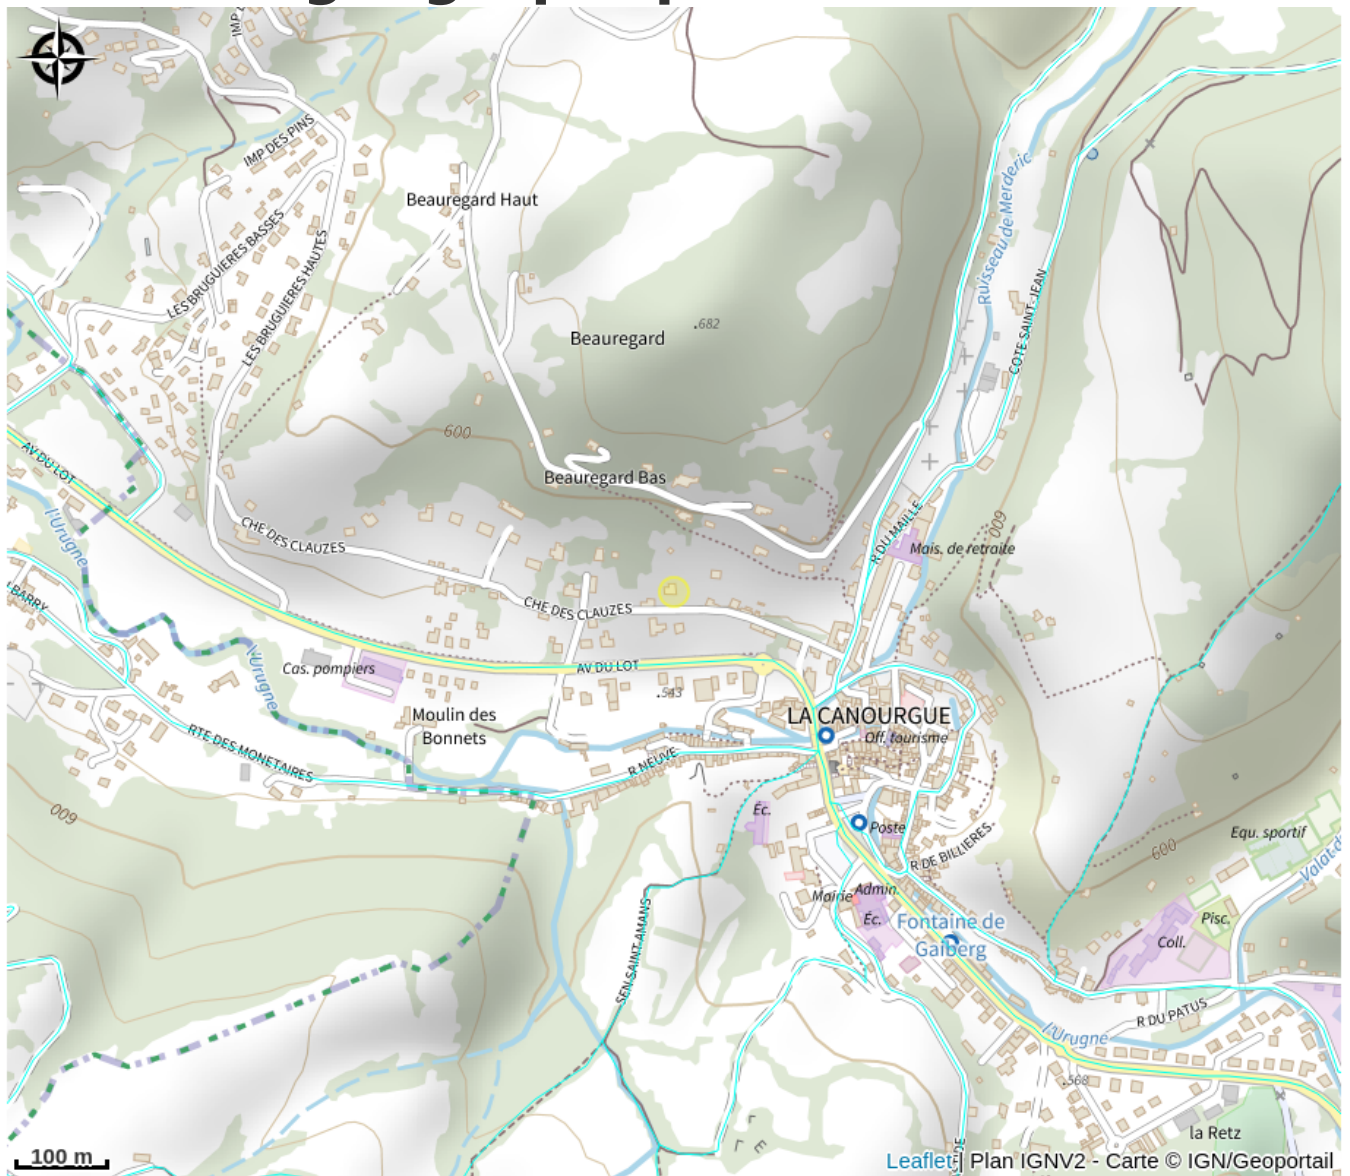 IMP D
IMP DES PINS
Beauregard Haut
Ruisseau de Merderic
LES BRUGUIERES BASSES
LES BRUGUIERES HAUTES
COTE SAINT-JEAN
.682
Beauregard
600
AV DU LOT
Beauregard Bas
l'Urugne
CHE DES CLAUZES
R DU MAILLE
600
Mais. de retraite
BARRY
CHE DES CLAUZES
AV DU LOT
Cas. pompiers
l'Urugne
.543
Moulin des
Bonnets
LA CANOURGUE
Off. tourisme
RTE DES MONETAIRES
R NEUVE
600
Éc.
Poste
Equ. sportif
600
R DE BILLIERES
Valat d
Mairie
Admin.
Éc.
Fontaine de
Gaiberg
Pisc.
Coll.
SEN SAINT-AMANS
R DU PATUS
l'Urugne
.568
la Retz
100 m
Leaflet | Plan IGNV2 - Carte © IGN/Geoportail